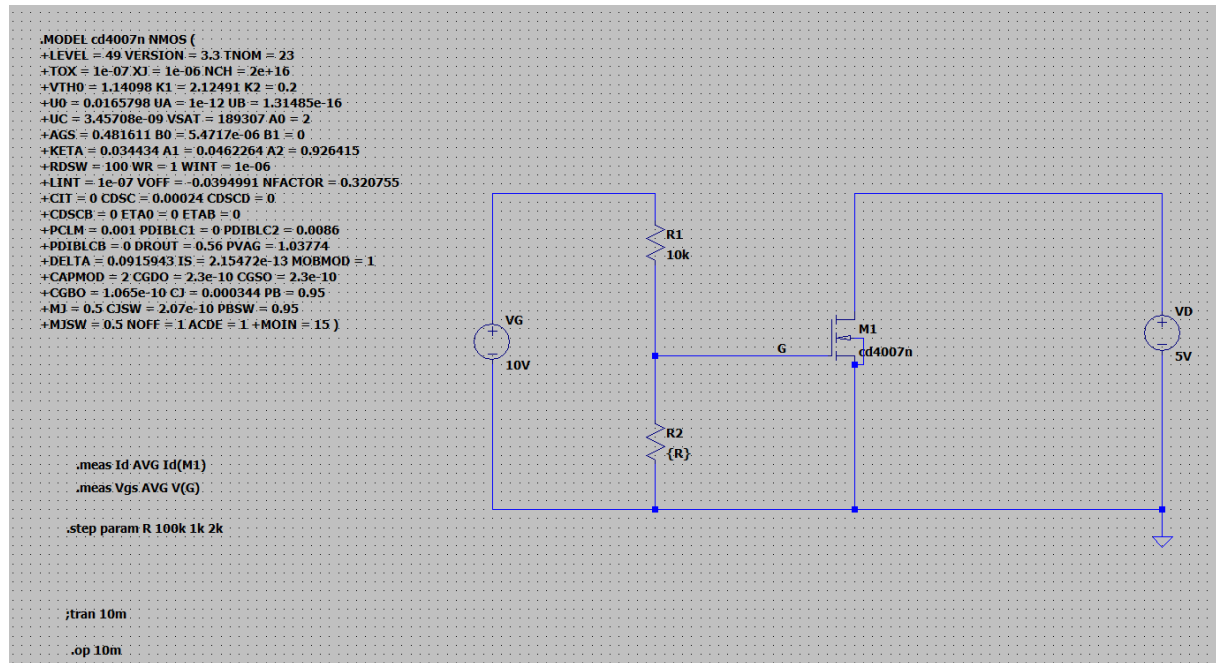 .MODEL cd4007n NMOS (
+LEVEL = 49 VERSION = 3.3 TNOM = 23
+TOX = 1e-07 XJ = 1e-06 NCH = 2e+16
+VTH0 = 1.14098 K1 = 2.12491 K2 = 0.2
+U0 = 0.0165798 UA = 1e-12 UB = 1.31485e-16
+UC = 3.45708e-09 VSAT = 189307 A0 = 2
+AGS = 0.481611 B0 = 5.4717e-06 B1 = 0
+KETA = 0.034434 A1 = 0.0462264 A2 = 0.926415
+RDSW = 100 WR = 1 WINT = 1e-06
+LINT = 1e-07 VOFF = -0.0394991 NFACTOR = 0.320755
+CIT = 0 CDSC = 0.00024 CDSCD = 0
+CDSCB = 0 ETA0 = 0 ETAB = 0
+PCLM = 0.001 PDIBLC1 = 0 PDIBLC2 = 0.0086
+PDIBLCB = 0 DROUT = 0.56 PVAG = 1.03774
+DELTA = 0.0915943 IS = 2.15472e-13 MOBMOD = 1
+CAPMOD = 2 CGDO = 2.3e-10 CGSO = 2.3e-10
+CGBO = 1.065e-10 CJ = 0.000344 PB = 0.95
+MJ = 0.5 CJSW = 2.07e-10 PBSW = 0.95
+MJSW = 0.5 NOFF = 1 ACDE = 1 +MOIN = 15 )
R1
10k
VG
10V
G
M1
cd4007n
VD
5V
R2
{R}
.meas Id AVG Id(M1)
.meas Vgs AVG V(G)
.step param R 100k 1k 2k
;tran 10m
.op 10m